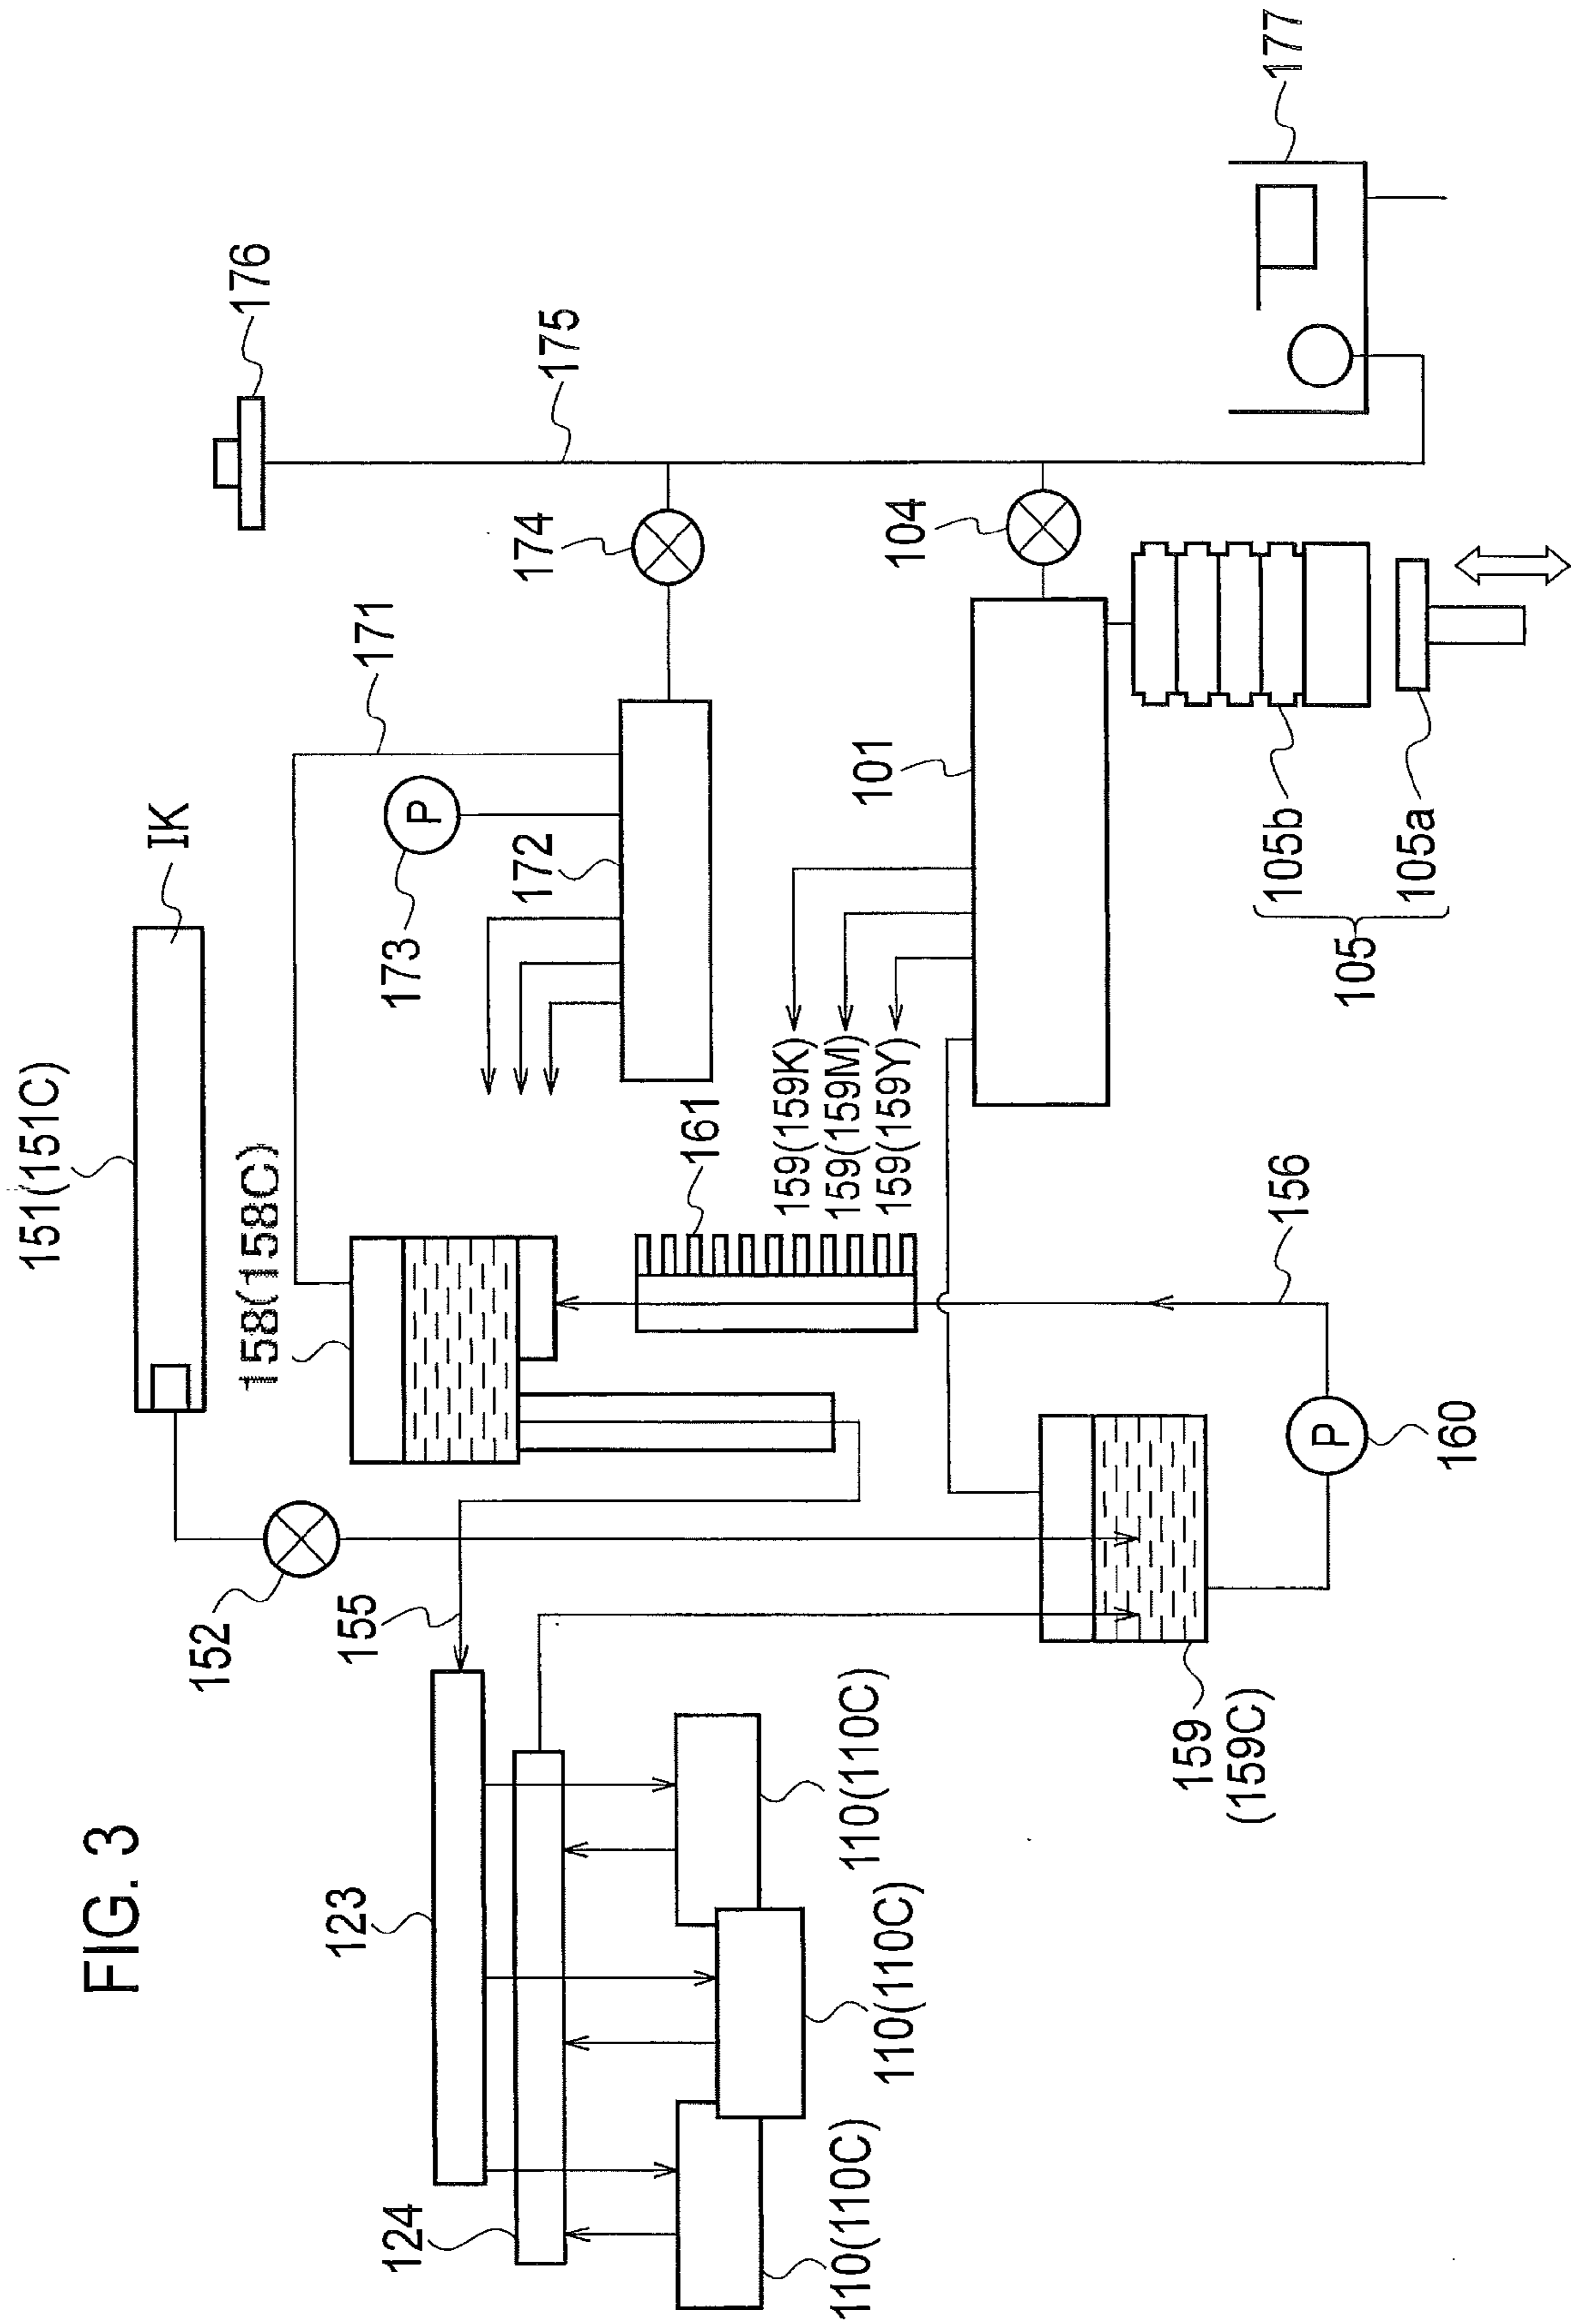 FIG. 3
151(151C)
IK
176
177
158(158C)
171
175
152
173
P
172
174
155
123
161
104
124
159(159K)
159(159M)
159(159Y)
101
110(110C)
110(110C)
110(110C)
156
105b
105a
105
159
(159C)
P
160